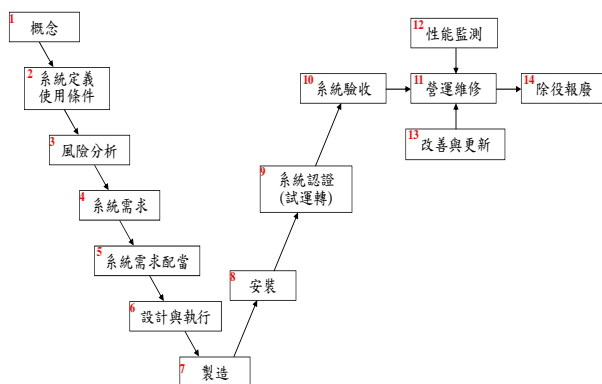 1 概念
2 系統定義
使用條件
3 風險分析
4 系統需求
5 系統需求配當
6 設計與執行
7 製造
8 安裝
9 系統認證
(試運轉)
10 系統驗收
11 營運維修
12 性能監測
13 改善與更新
14 除役報廢